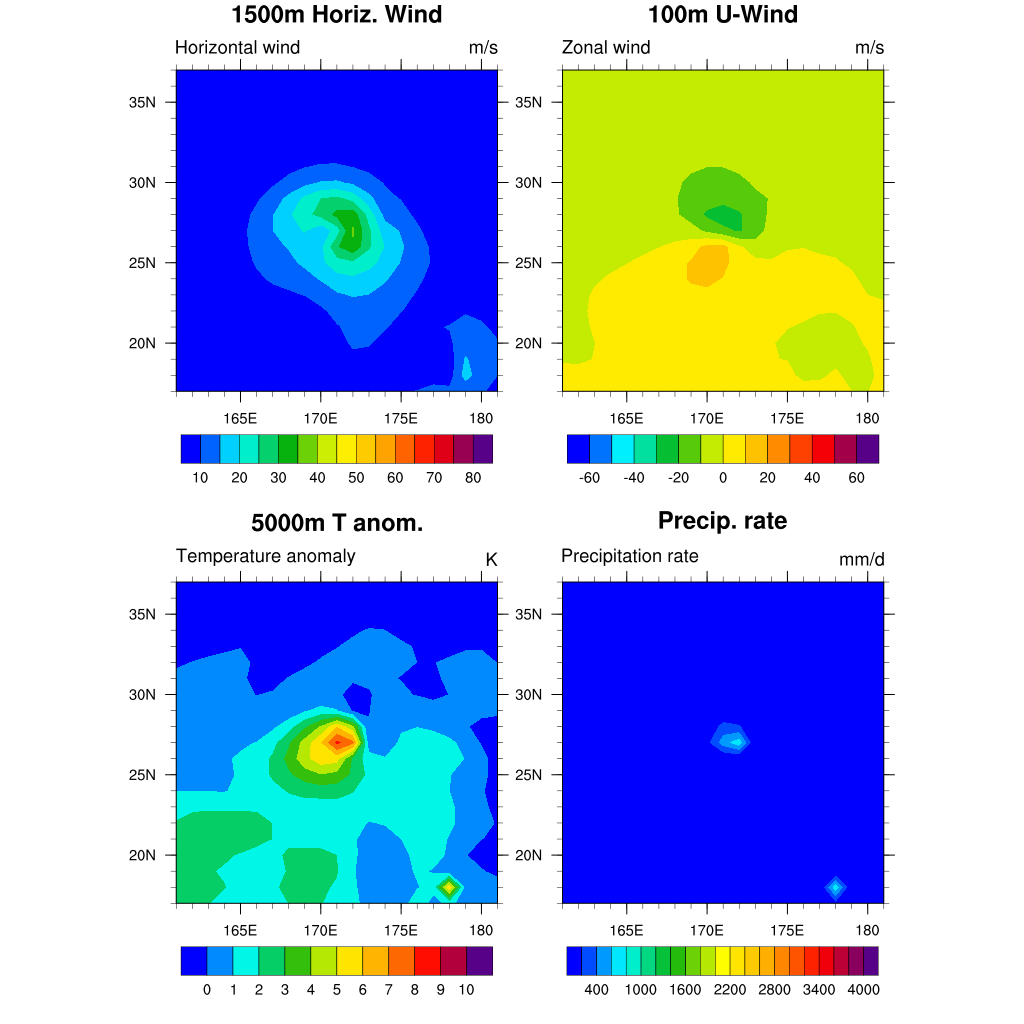 1500m Horiz. Wind
Horizontal wind m/s
35N
30N
25N
20N
165E 170E 175E 180
10 20 30 40 50 60 70 80
100m U-Wind
Zonal wind m/s
35N
30N
25N
20N
165E 170E 175E 180
-60 -40 -20 0 20 40 60
5000m T anom.
Temperature anomaly K
35N
30N
25N
20N
165E 170E 175E 180
0 1 2 3 4 5 6 7 8 9 10
Precip. rate
Precipitation rate mm/d
35N
30N
25N
20N
165E 170E 175E 180
400 1000 1600 2200 2800 3400 4000